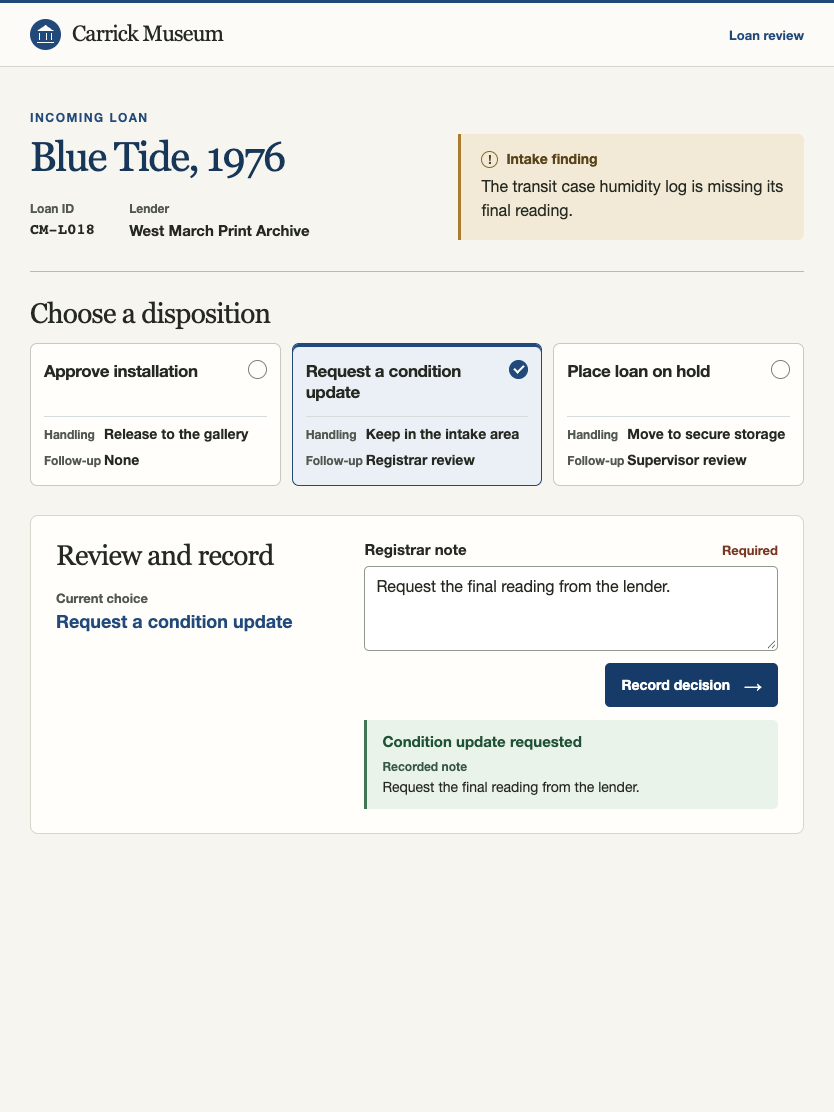 Carrick Museum
Loan review
INCOMING LOAN
Blue Tide, 1976
Loan ID
CM-L018
Lender
West March Print Archive
! Intake finding
The transit case humidity log is missing its
final reading.
Choose a disposition
Approve installation
Handling Release to the gallery
Follow-up None
Request a condition
update
Handling Keep in the intake area
Follow-up Registrar review
Place loan on hold
Handling Move to secure storage
Follow-up Supervisor review
Review and record
Current choice
Request a condition update
Registrar note
Required
Request the final reading from the lender.
Record decision →
Condition update requested
Recorded note
Request the final reading from the lender.